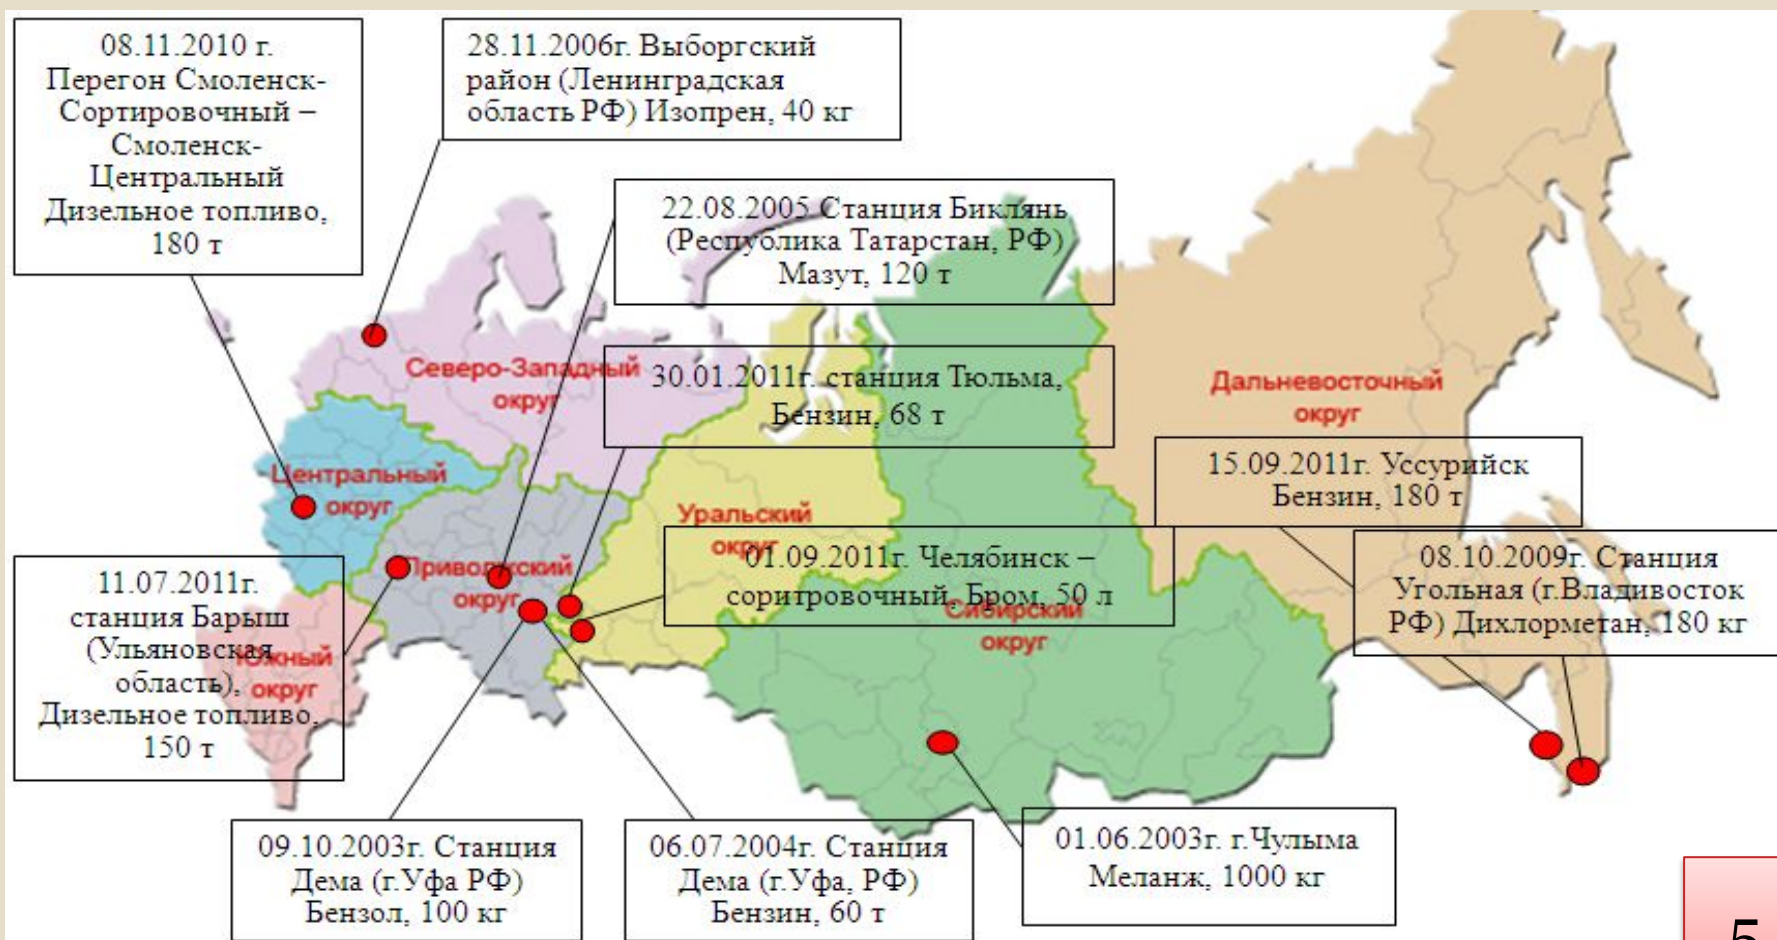 08.11.2010 г.
Перегон Смоленск-
Сортировочный –
Смоленск-
Центральный
Дизельное топливо,
180 т
28.11.2006г. Выборгский
район (Ленинградская
область РФ) Изопрен, 40 кг
22.08.2005 Станция Биклянь
(Республика Татарстан, РФ)
Мазут, 120 т
Северо-Западный
округ
30.01.2011г. станция Тюльма,
Бензин, 68 т
Дальневосточный
округ
Центральный
округ
15.09.2011г. Уссурийск
Бензин, 180 т
Уральский
округ
01.09.2011г. Челябинск –
соритровочный, Бром, 50 л
08.10.2009г. Станция
Угольная (г.Владивосток
РФ) Дихлорметан, 180 кг
Приволжский
округ
Сибирский
округ
11.07.2011г.
станция Барыш
(Ульяновская
область),
Дизельное топливо,
150 т
Южный
округ
09.10.2003г. Станция
Дема (г.Уфа РФ)
Бензол, 100 кг
06.07.2004г. Станция
Дема (г.Уфа, РФ)
Бензин, 60 т
01.06.2003г. г.Чулыма
Меланж, 1000 кг
5